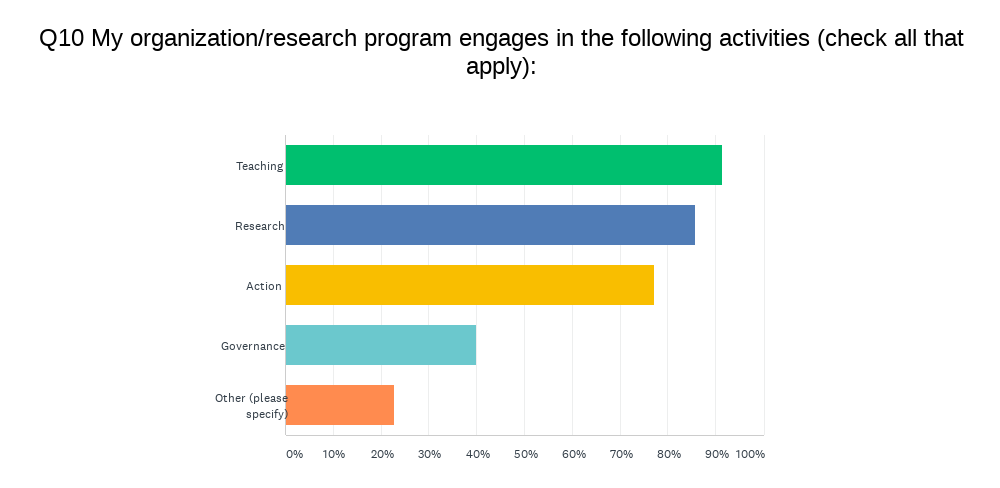 Q10 My organization/research program engages in the following activities (check all that
apply):
Teaching
Research
Action
Governance
Other (please
specify)
0% 10% 20% 30% 40% 50% 60% 70% 80% 90% 100%